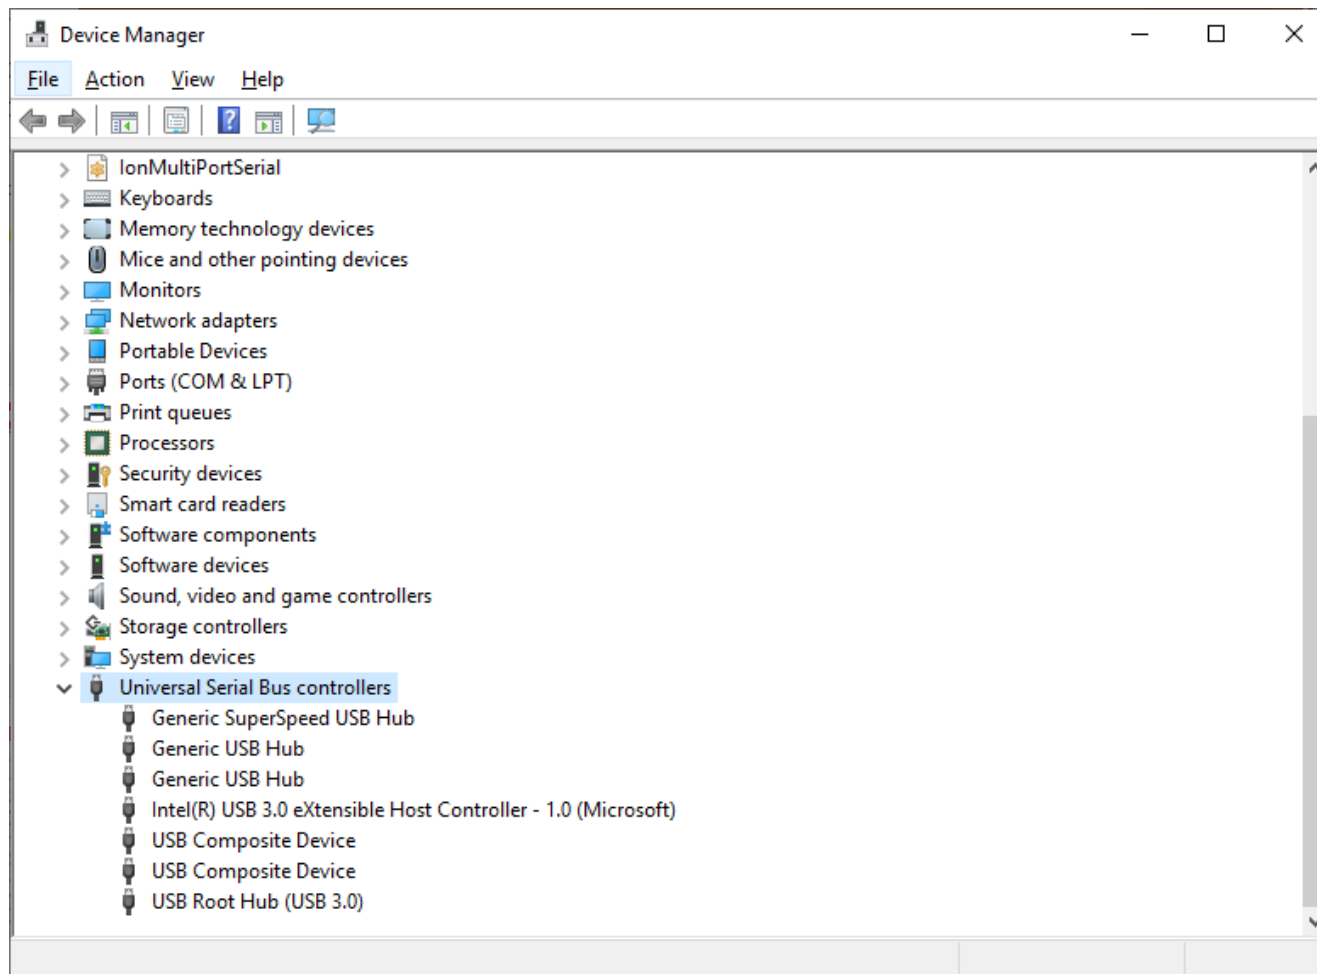 Device Manager
File Action View Help
IonMultiPortSerial
Keyboards
Memory technology devices
Mice and other pointing devices
Monitors
Network adapters
Portable Devices
Ports (COM & LPT)
Print queues
Processors
Security devices
Smart card readers
Software components
Software devices
Sound, video and game controllers
Storage controllers
System devices
Universal Serial Bus controllers
Generic SuperSpeed USB Hub
Generic USB Hub
Generic USB Hub
Intel(R) USB 3.0 eXtensible Host Controller - 1.0 (Microsoft)
USB Composite Device
USB Composite Device
USB Root Hub (USB 3.0)